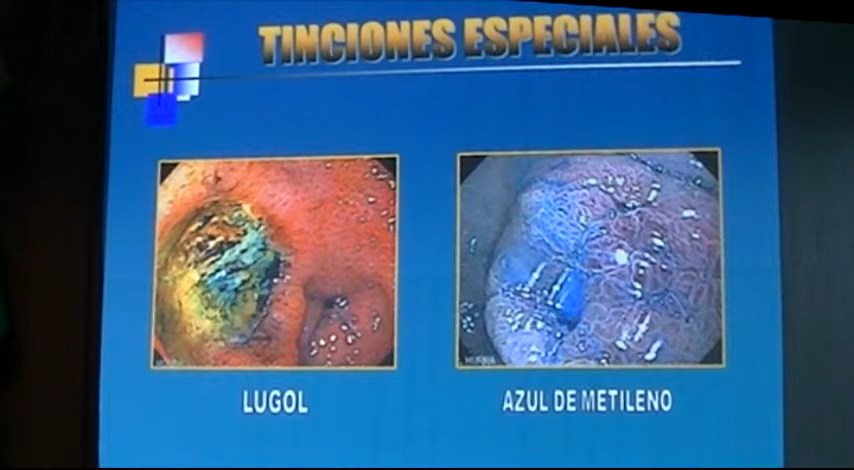 TINCIONES ESPECIALES
LUGOL
AZUL DE METILENO